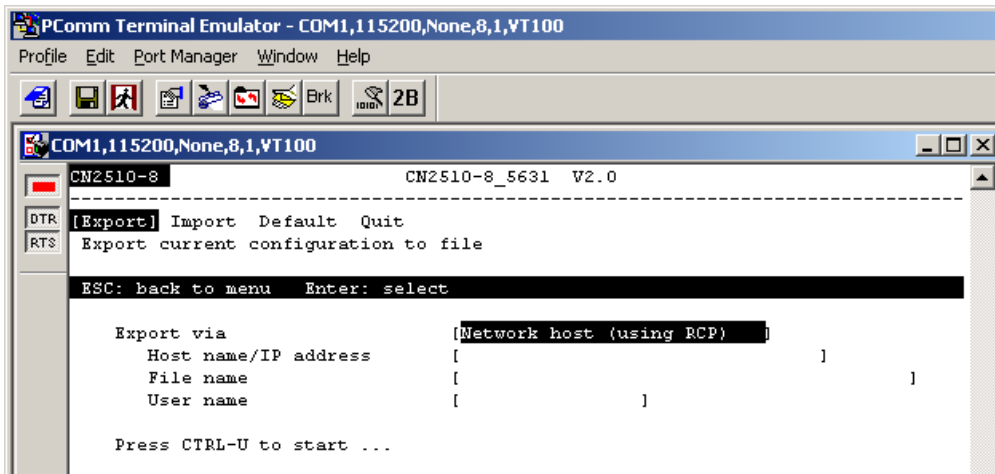 PComm Terminal Emulator - COM1,115200,None,8,1,VT100
Profile Edit Port Manager Window Help
Brk 2B
COM1,115200,None,8,1,VT100
CN2510-8 CN2510-8_5631 V2.0
--------------------------------------------------------------------------------
DTR [Export] Import Default Quit
RTS Export current configuration to file
ESC: back to menu Enter: select
Export via [Network host (using RCP) ]
Host name/IP address [ ]
File name [ ]
User name [ ]
Press CTRL-U to start ...